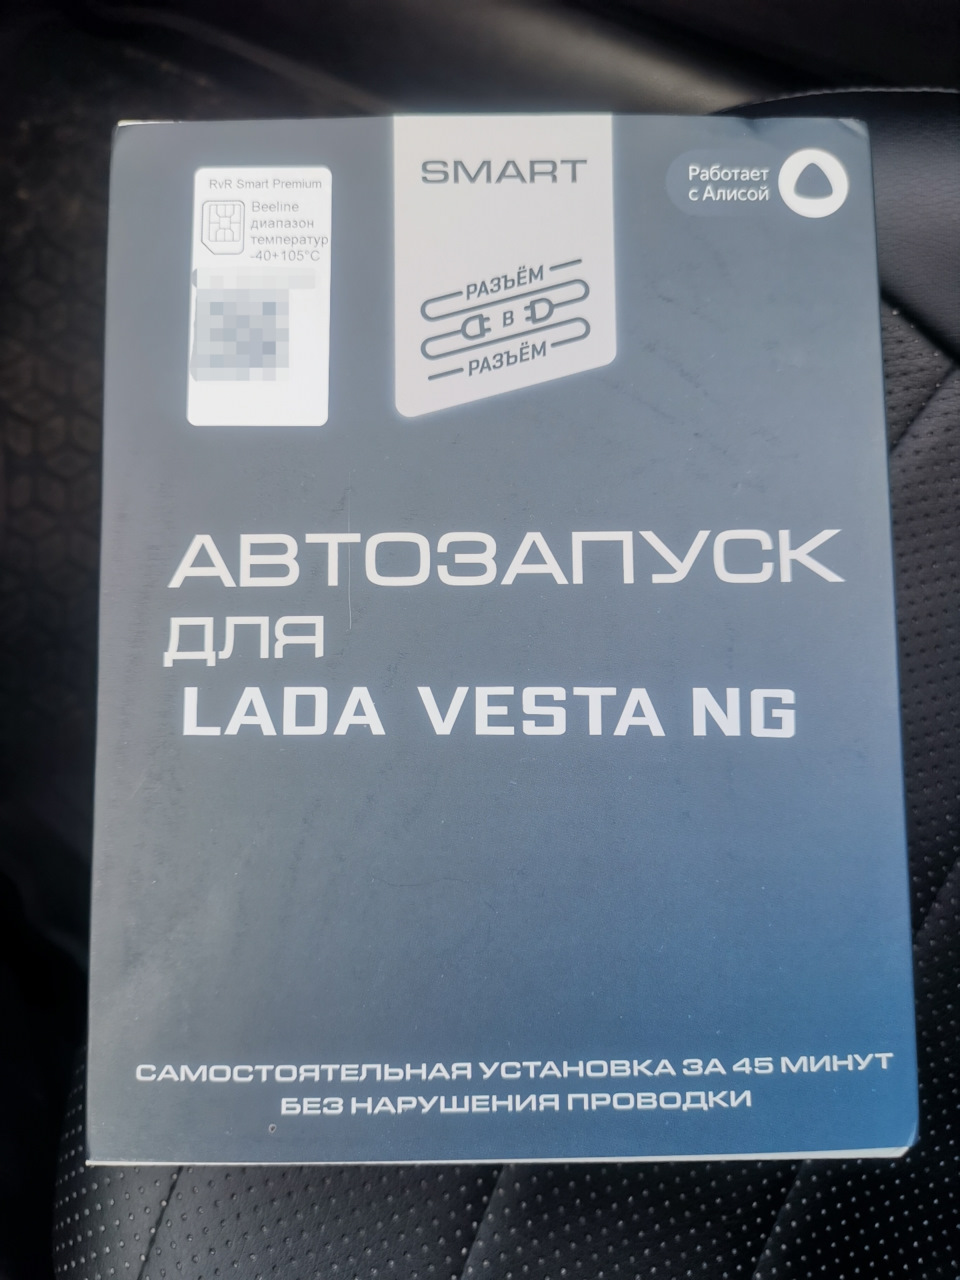 RvR Smart Premium
Beeline
диапазон
температур
-40+105°C
SMART
РАЗЪЁМ
В
РАЗЪЁМ
Работает
с Алисой
АВТОЗАПУСК
ДЛЯ
LADA VESTA NG
САМОСТОЯТЕЛЬНАЯ УСТАНОВКА ЗА 45 МИНУТ
БЕЗ НАРУШЕНИЯ ПРОВОДКИ